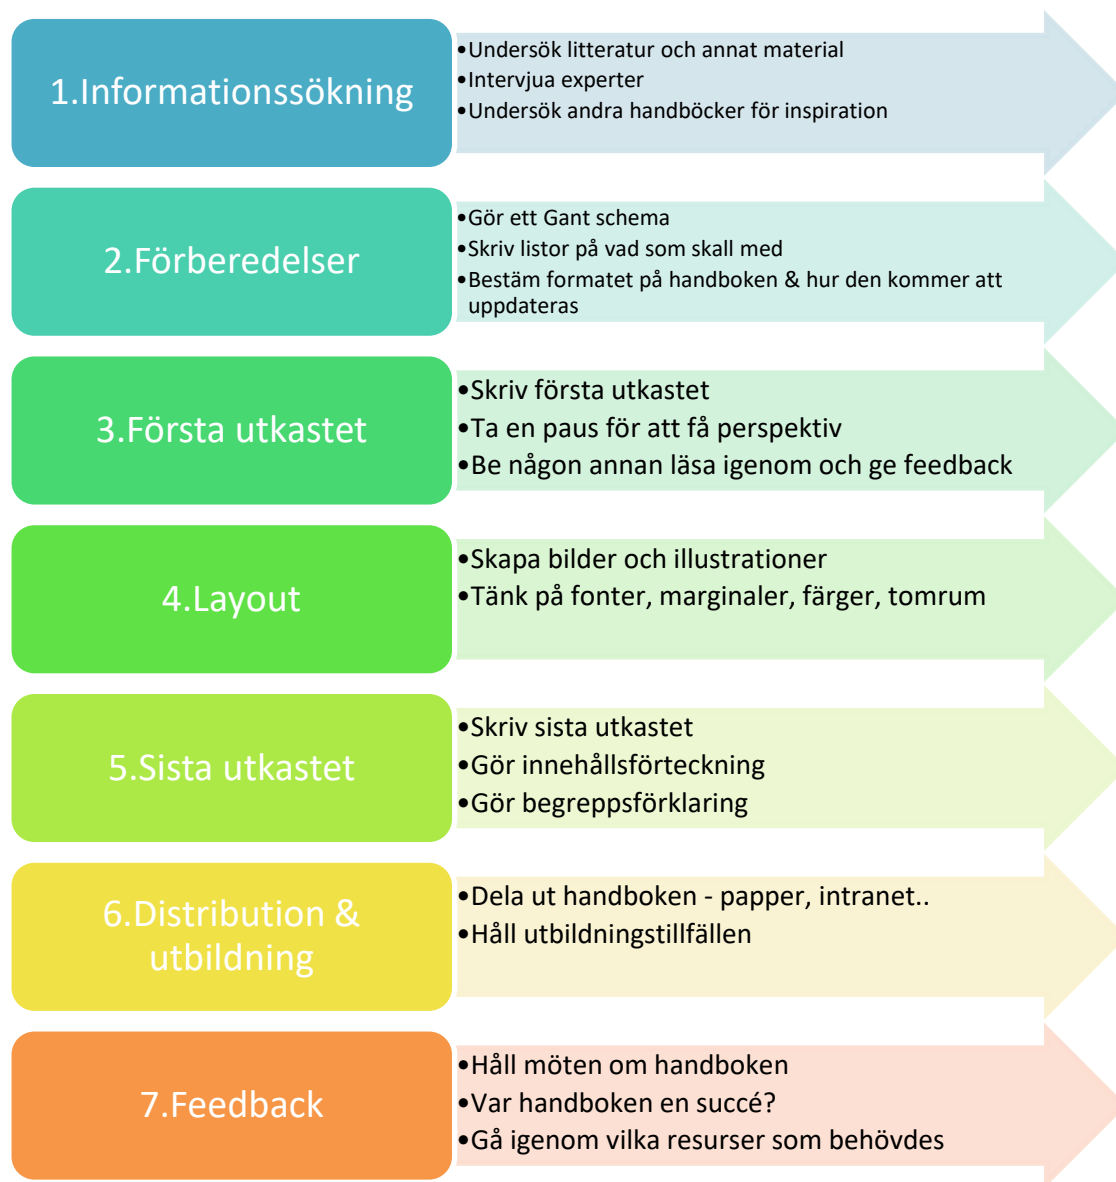 1.Informationssökning
•Undersök litteratur och annat material
•Intervjua experter
•Undersök andra handböcker för inspiration
2.Förberedelser
•Gör ett Gant schema
•Skriv listor på vad som skall med
•Bestäm formatet på handboken & hur den kommer att
uppdateras
3.Första utkastet
•Skriv första utkastet
•Ta en paus för att få perspektiv
•Be någon annan läsa igenom och ge feedback
4.Layout
•Skapa bilder och illustrationer
•Tänk på fonter, marginaler, färger, tomrum
5.Sista utkastet
•Skriv sista utkastet
•Gör innehållsförteckning
•Gör begreppsförklaring
6.Distribution &
utbildning
•Dela ut handboken - papper, intranet..
•Håll utbildningstillfällen
7.Feedback
•Håll möten om handboken
•Var handboken en succé?
•Gå igenom vilka resurser som behövdes